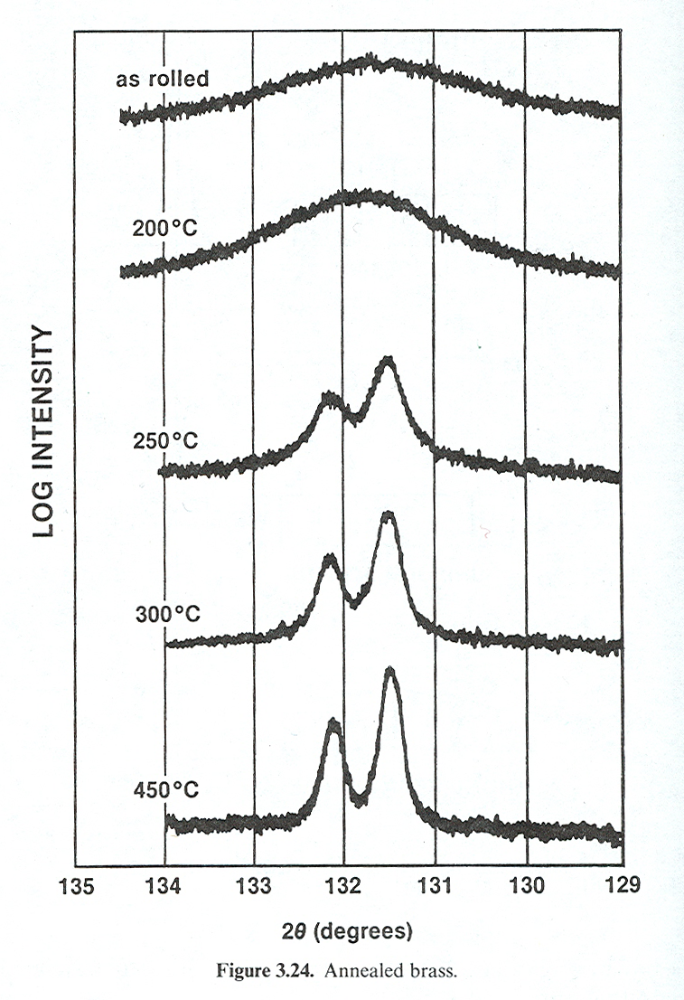 as rolled
200°C
250°C
300°C
450°C
LOG INTENSITY
135 134 133 132 131 130 129
2θ (degrees)
Figure 3.24. Annealed brass.